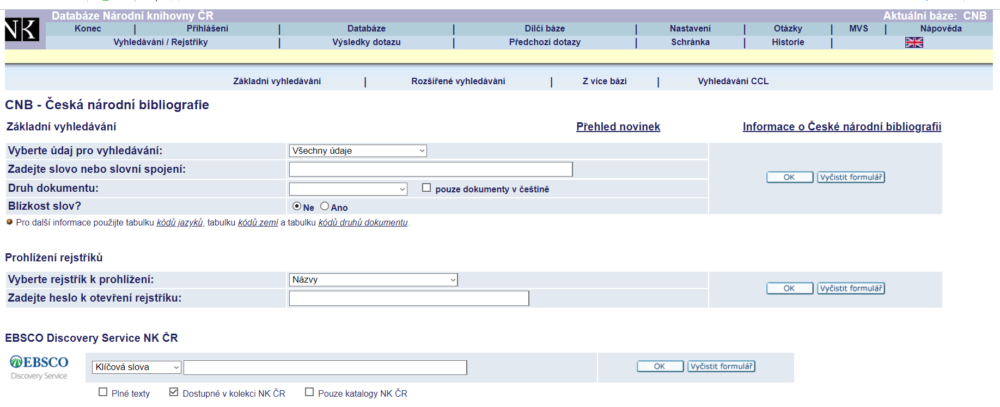 Databáze Národní knihovny ČR Aktuální báze: CNB
NK
Konec | Přihlášení | Databáze | Dílčí báze | Nastavení | Otázky | MVS | Nápověda
Vyhledávání / Rejstříky | Výsledky dotazu | Předchozí dotazy | Schránka | Historie |
Základní vyhledávání | Rozšířené vyhledávání | Z více bází | Vyhledávání CCL
CNB - Česká národní bibliografie
Základní vyhledávání Přehled novinek Informace o České národní bibliografii
Vyberte údaj pro vyhledávání: Všechny údaje
Zadejte slovo nebo slovní spojení:
OK Vyčistit formulář
Druh dokumentu: pouze dokumenty v češtině
Blízkost slov? Ne Ano
Pro další informace použijte tabulku kódů jazyků, tabulku kódů zemí a tabulku kódů druhů dokumentu.
Prohlížení rejstříků
Vyberte rejstřík k prohlížení: Názvy
OK Vyčistit formulář
Zadejte heslo k otevření rejstříku:
EBSCO Discovery Service NK ČR
EBSCO
Discovery Service
Klíčová slova OK Vyčistit formulář
Plné texty Dostupné v kolekci NK ČR Pouze katalogy NK ČR